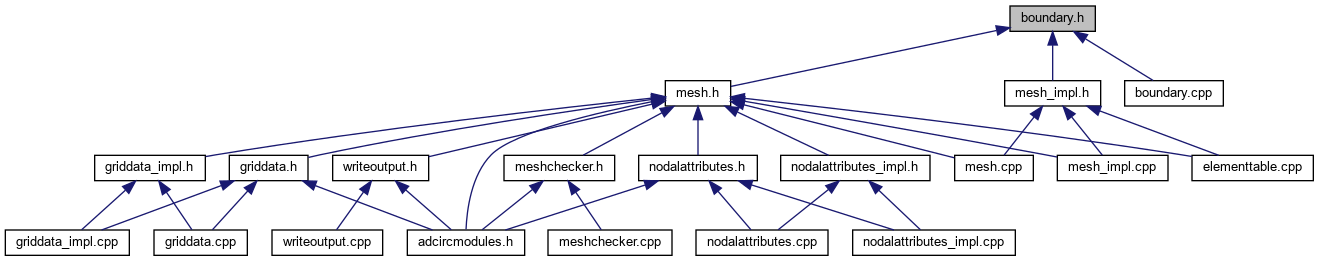 boundary.h
mesh.h
mesh_impl.h
boundary.cpp
griddata_impl.h
griddata.h
writeoutput.h
meshchecker.h
nodalattributes.h
nodalattributes_impl.h
mesh.cpp
mesh_impl.cpp
elementtable.cpp
griddata_impl.cpp
griddata.cpp
writeoutput.cpp
adcircmodules.h
meshchecker.cpp
nodalattributes.cpp
nodalattributes_impl.cpp